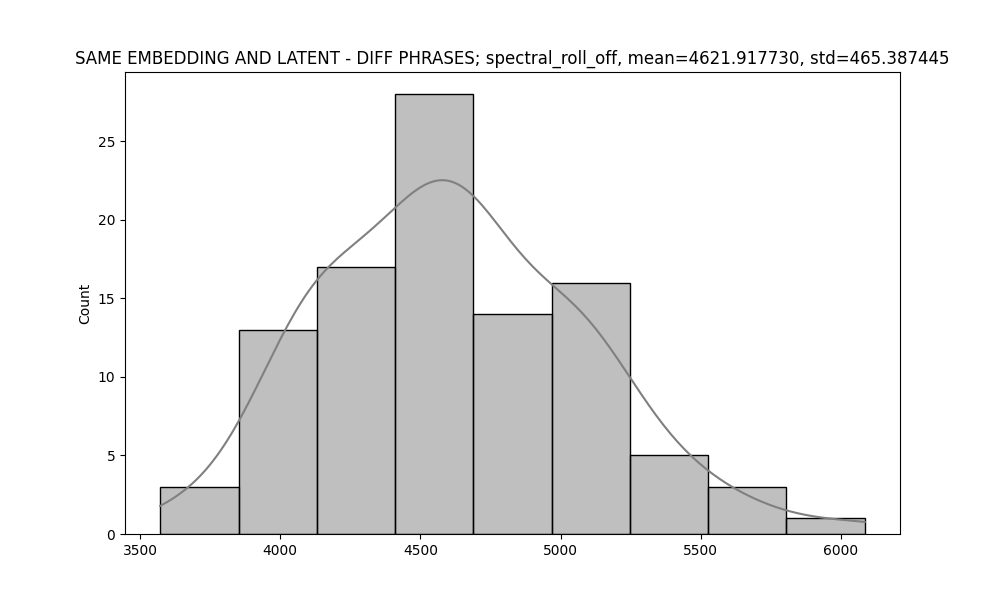 SAME EMBEDDING AND LATENT - DIFF PHRASES; spectral_roll_off, mean=4621.917730, std=465.387445
25
20
15
10
5
0
Count
3500 4000 4500 5000 5500 6000